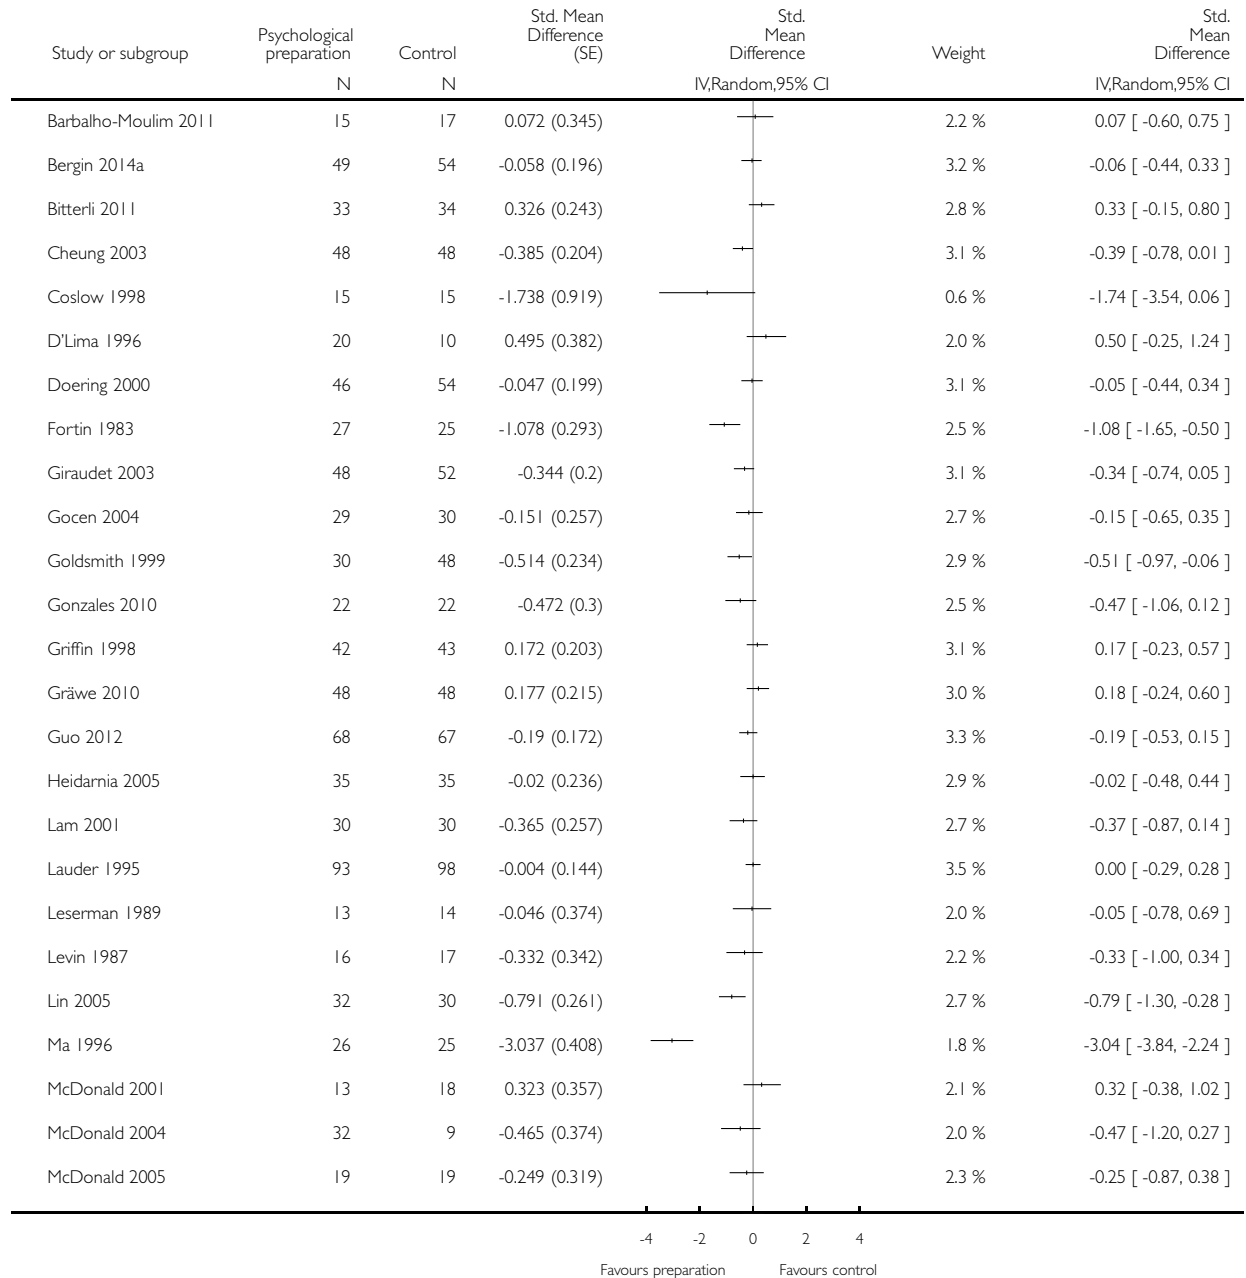 Std. Mean Std. Std.
Psychological Difference Mean Mean
Study or subgroup preparation Control (SE) Difference Weight Difference
N N IV,Random,95% CI IV,Random,95% CI
Barbalho-Moulim 2011 15 17 0.072 (0.345) 2.2 % 0.07 [ -0.60, 0.75 ]
Bergin 2014a 49 54 -0.058 (0.196) 3.2 % -0.06 [ -0.44, 0.33 ]
Bitterli 2011 33 34 0.326 (0.243) 2.8 % 0.33 [ -0.15, 0.80 ]
Cheung 2003 48 48 -0.385 (0.204) 3.1 % -0.39 [ -0.78, 0.01 ]
Coslow 1998 15 15 -1.738 (0.919) 0.6 % -1.74 [ -3.54, 0.06 ]
D'Lima 1996 20 10 0.495 (0.382) 2.0 % 0.50 [ -0.25, 1.24 ]
Doering 2000 46 54 -0.047 (0.199) 3.1 % -0.05 [ -0.44, 0.34 ]
Fortin 1983 27 25 -1.078 (0.293) 2.5 % -1.08 [ -1.65, -0.50 ]
Giraudet 2003 48 52 -0.344 (0.2) 3.1 % -0.34 [ -0.74, 0.05 ]
Gocen 2004 29 30 -0.151 (0.257) 2.7 % -0.15 [ -0.65, 0.35 ]
Goldsmith 1999 30 48 -0.514 (0.234) 2.9 % -0.51 [ -0.97, -0.06 ]
Gonzales 2010 22 22 -0.472 (0.3) 2.5 % -0.47 [ -1.06, 0.12 ]
Griffin 1998 42 43 0.172 (0.203) 3.1 % 0.17 [ -0.23, 0.57 ]
Gräwe 2010 48 48 0.177 (0.215) 3.0 % 0.18 [ -0.24, 0.60 ]
Guo 2012 68 67 -0.19 (0.172) 3.3 % -0.19 [ -0.53, 0.15 ]
Heidarnia 2005 35 35 -0.02 (0.236) 2.9 % -0.02 [ -0.48, 0.44 ]
Lam 2001 30 30 -0.365 (0.257) 2.7 % -0.37 [ -0.87, 0.14 ]
Lauder 1995 93 98 -0.004 (0.144) 3.5 % 0.00 [ -0.29, 0.28 ]
Leserman 1989 13 14 -0.046 (0.374) 2.0 % -0.05 [ -0.78, 0.69 ]
Levin 1987 16 17 -0.332 (0.342) 2.2 % -0.33 [ -1.00, 0.34 ]
Lin 2005 32 30 -0.791 (0.261) 2.7 % -0.79 [ -1.30, -0.28 ]
Ma 1996 26 25 -3.037 (0.408) 1.8 % -3.04 [ -3.84, -2.24 ]
McDonald 2001 13 18 0.323 (0.357) 2.1 % 0.32 [ -0.38, 1.02 ]
McDonald 2004 32 9 -0.465 (0.374) 2.0 % -0.47 [ -1.20, 0.27 ]
McDonald 2005 19 19 -0.249 (0.319) 2.3 % -0.25 [ -0.87, 0.38 ]
-4 -2 0 2 4
Favours preparation Favours control